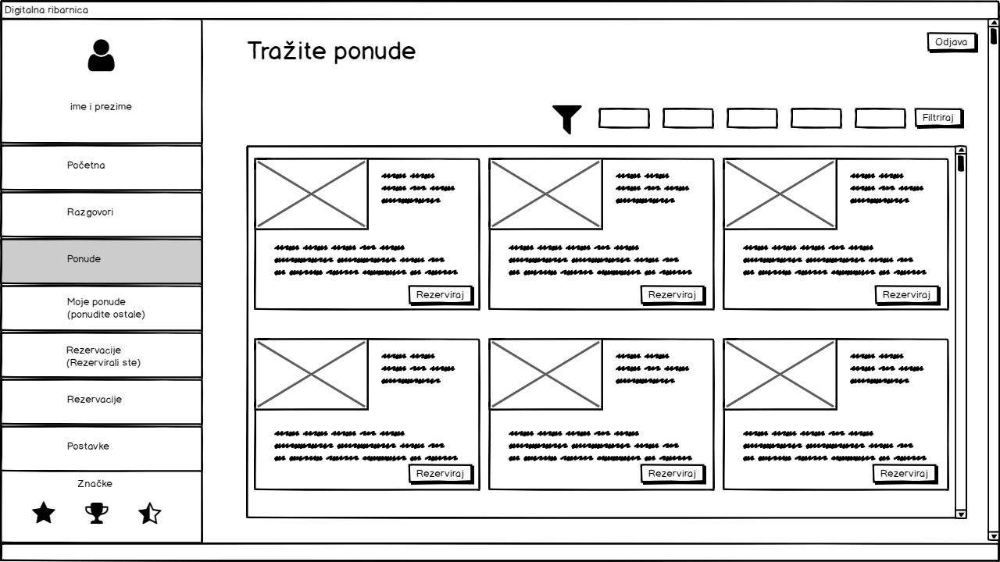 Digitalna ribarnica
ime i prezime
Početna
Razgovori
Ponude
Moje ponude
(ponudite ostale)
Rezervacije
(Rezervirali ste)
Rezervacije
Postavke
Značke
Tražite ponude
Odjava
Filtriraj
Rezerviraj
Rezerviraj
Rezerviraj
Rezerviraj
Rezerviraj
Rezerviraj